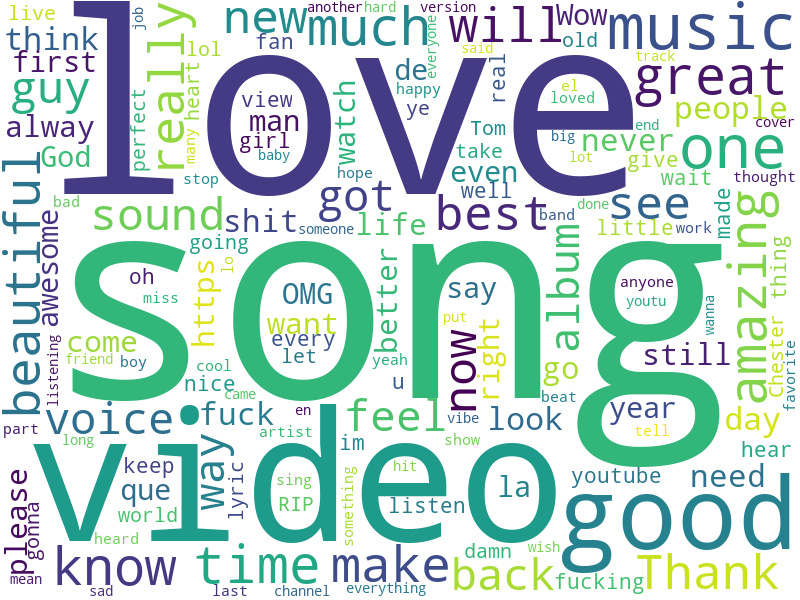 love
song
video
good
live
think
first
guy
alway
God
job
perfect
really
lol
many
heart
new
fan
another
hard
version
much
will
Wow
old
music
everyone
de
happy
ye
real
said
track
el
loved
great
people
cover
view
man
girl
baby
watch
Tom
take
even
well
big
lot
end
never
give
one
wait
thought
stop
hope
got
best
band
done
see
little
work
made
amazing
thing
Chester
favorite
bad
beautiful
awesome
listening
sound
shit
someone
life
going
https
lo
oh
miss
OMG
want
every
let
better
say
album
anyone
youtu
wanna
come
friend
boy
cool
nice
came
yeah
u
put
now
right
go
beat
still
year
tell
day
hear
part
voice
fuck
en
feel
vibe
look
long
way
artist
im
show
youtube
need
please
gonna
keep
que
world
heard
lyric
sing
RIP
hit
something
listen
la
mean
know
sad
time
last
channel
make
everything
damn
back
wish
fucking
Thank